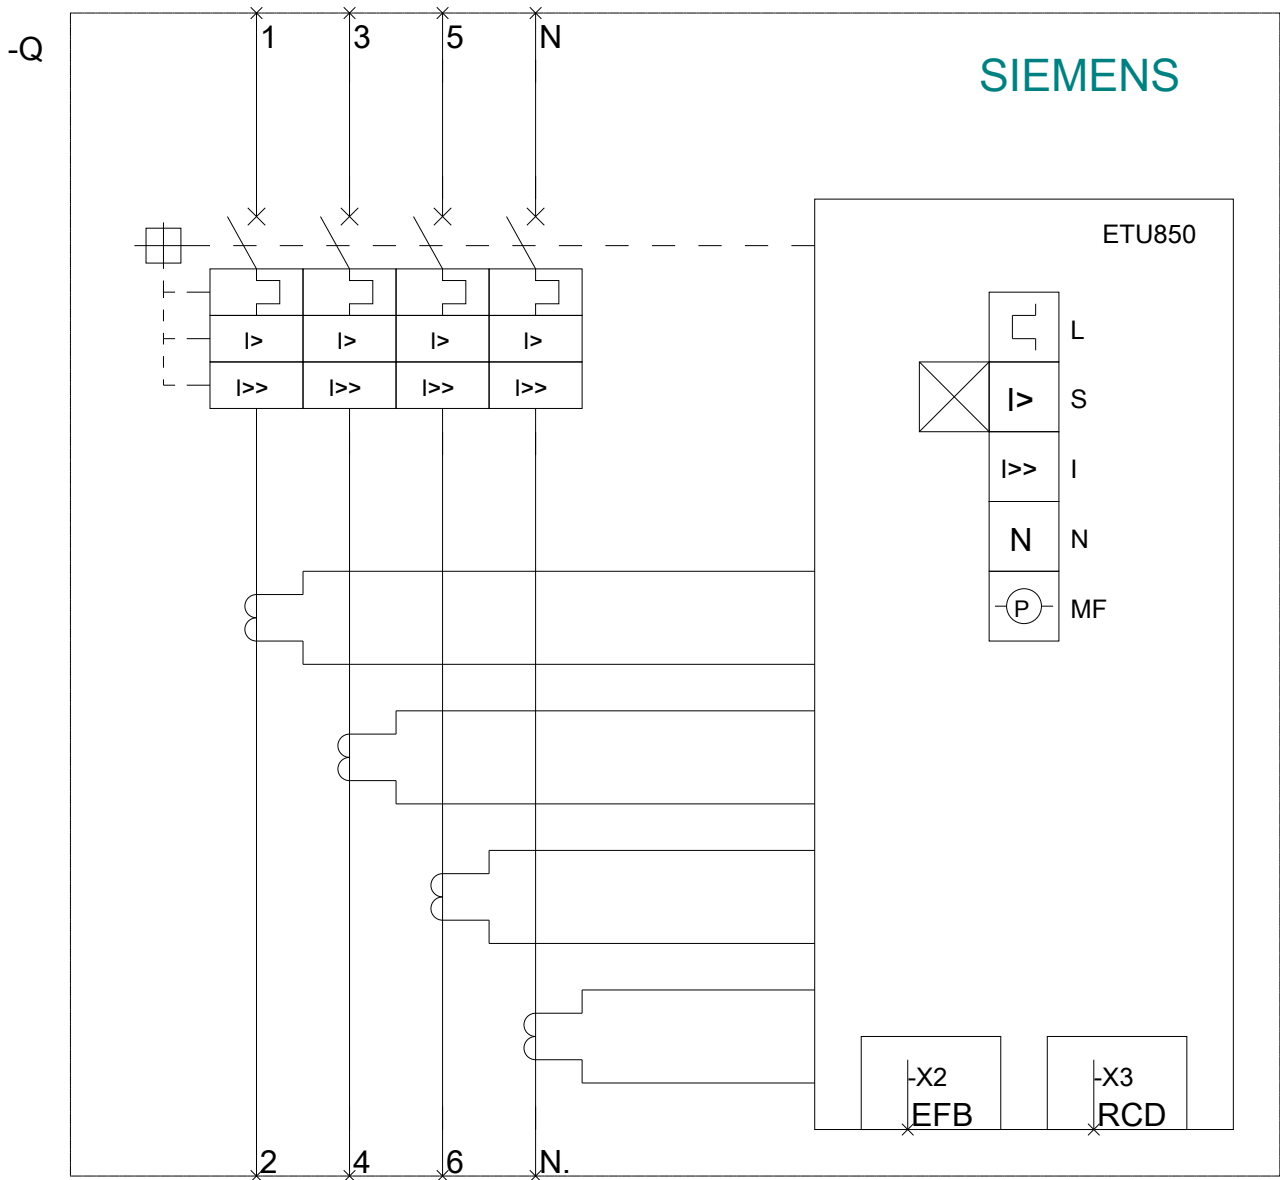 1 3 5 N
-Q
SIEMENS
ETU850
L
I> I> I> I>
I>> I>> I>> I>>
I> S
I>> I
N N
P MF
-X2 -X3
EFB RCD
2 4 6 N.